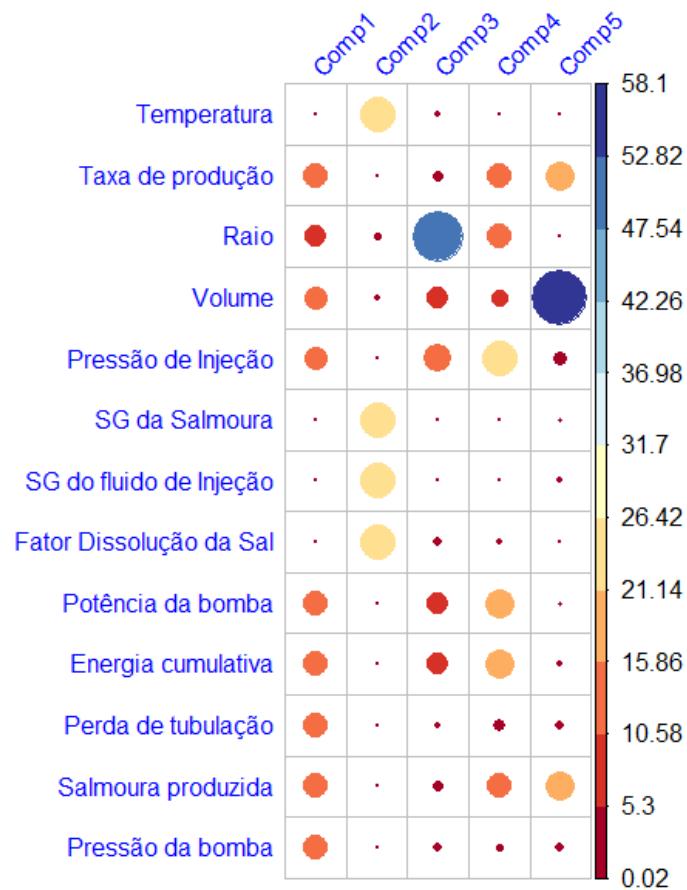 Comp1 Comp2 Comp3 Comp4 Comp5
Temperatura
Taxa de produção
Raio
Volume
Pressão de Injeção
SG da Salmoura
SG do fluido de Injeção
Fator Dissolução da Sal
Potência da bomba
Energia cumulativa
Perda de tubulação
Salmoura produzida
Pressão da bomba
58.1
52.82
47.54
42.26
36.98
31.7
26.42
21.14
15.86
10.58
5.3
0.02